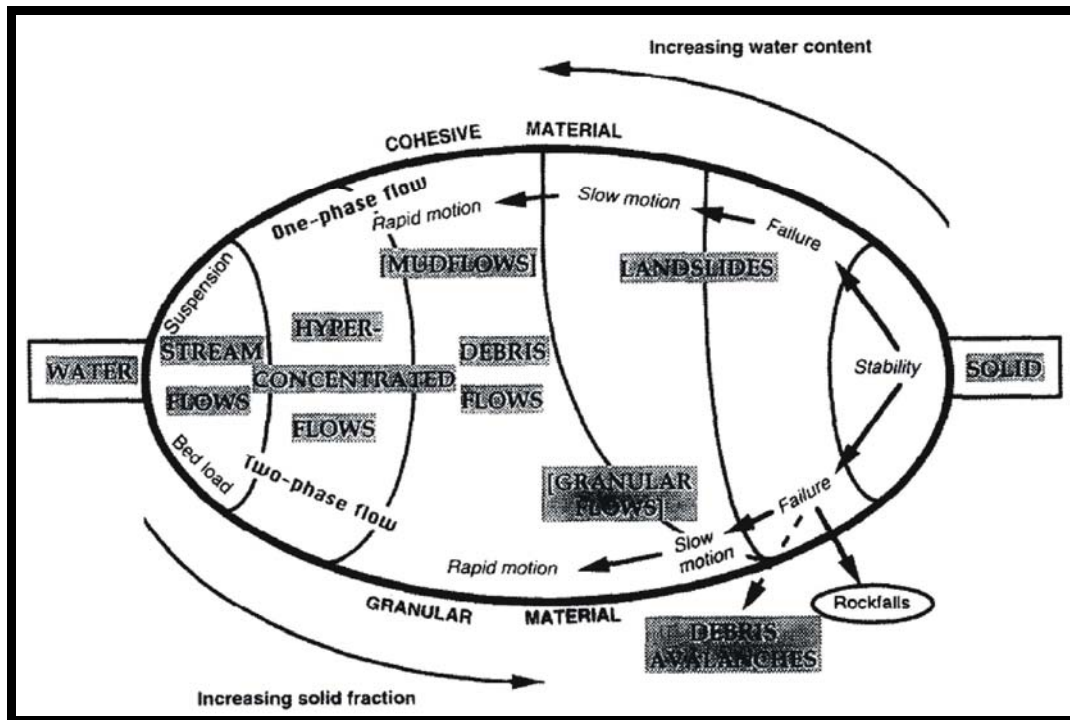 Increasing water content
COHESIVE MATERIAL
One-phase flow
Rapid motion
Slow motion
Failure
[MUDFLOWS]
LANDSLIDES
Suspension
HYPER-
STREAM
DEBRIS
WATER
CONCENTRATED
Stability
SOLID
FLOWS
FLOWS
FLOWS
Bed load
Two-phase flow
[GRANULAR
FLOWS]
Failure
Slow
motion
Rapid motion
Rockfalls
GRANULAR MATERIAL
DEBRIS
AVALANCHES
Increasing solid fraction